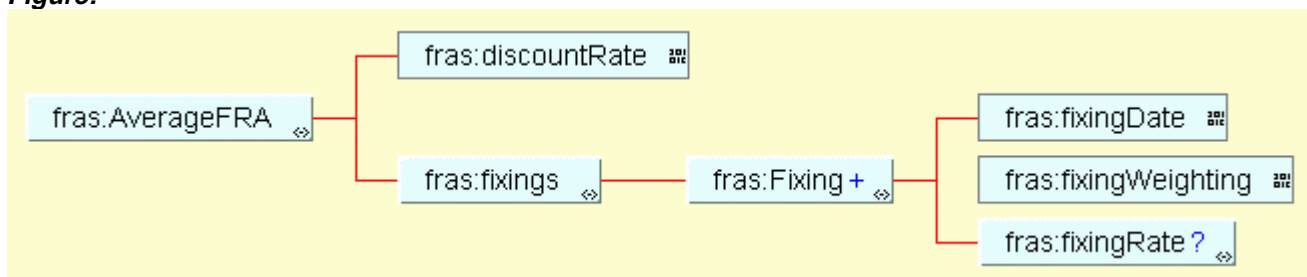 Figure:
fras:discountRate
fras:AverageFRA
fras:fixings
fras:Fixing +
fras:fixingDate
fras:fixingWeighting
fras:fixingRate ?